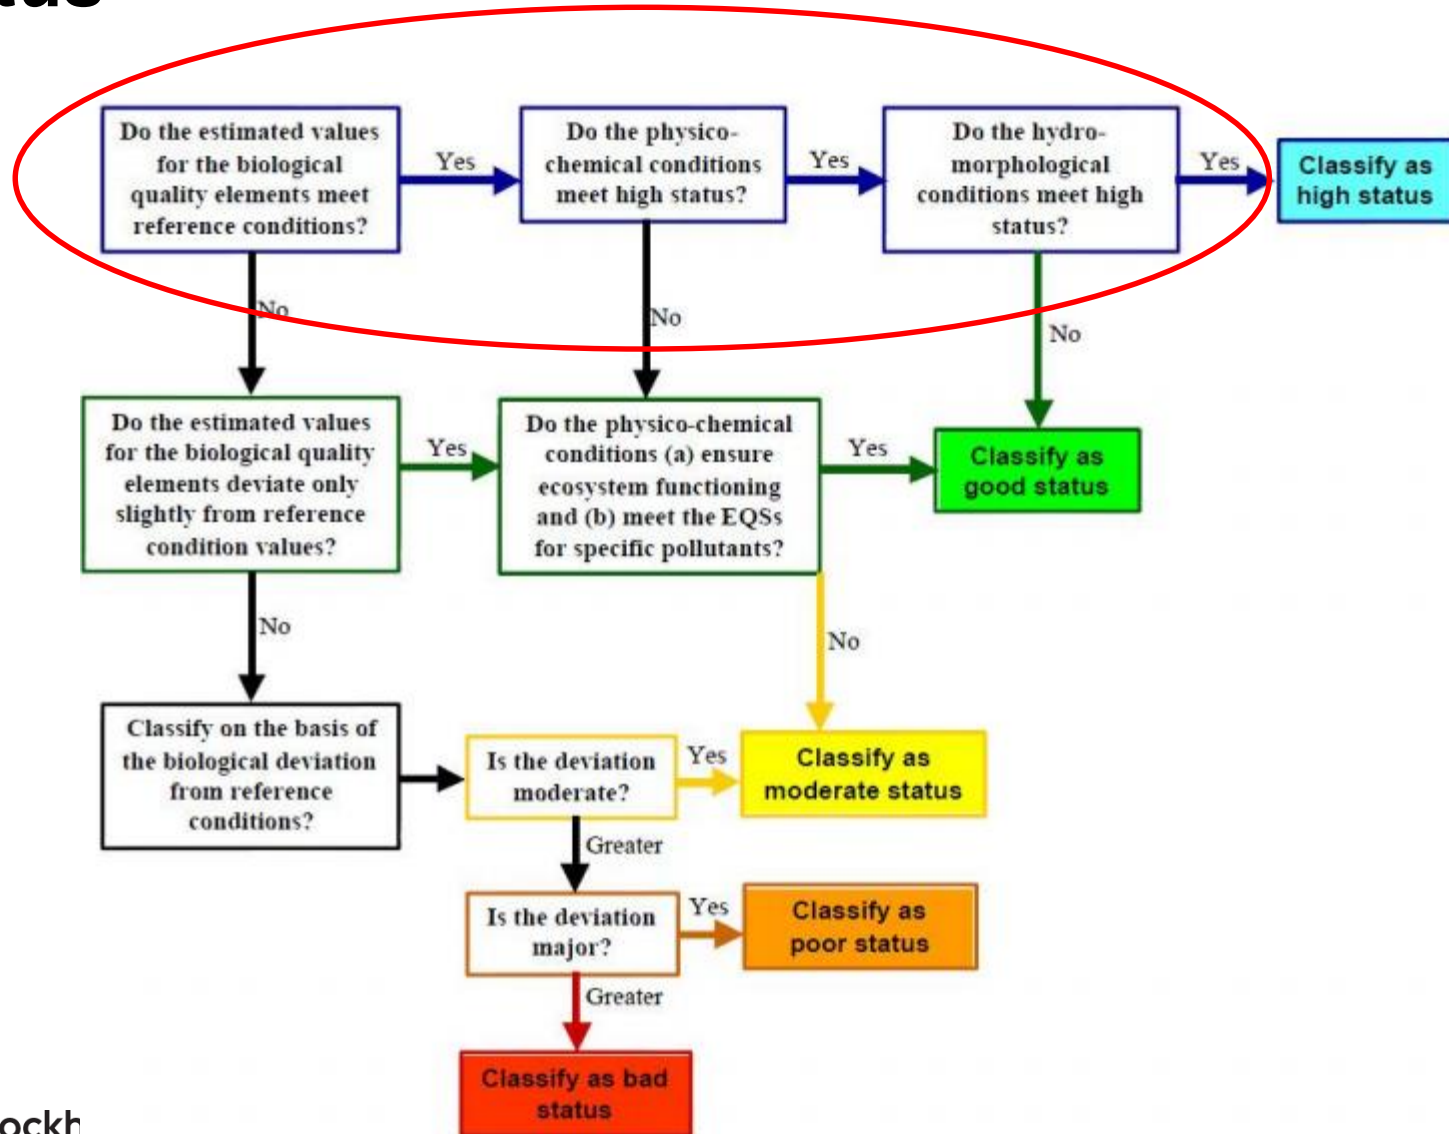 Do the estimated values
for the biological
quality elements meet
reference conditions?
Yes
Do the physico-
chemical conditions
meet high status?
Yes
Do the hydro-
morphological
conditions meet high
status?
Yes
Classify as
high status
No
No
No
Do the estimated values
for the biological quality
elements deviate only
slightly from reference
condition values?
Yes
Do the physico-chemical
conditions (a) ensure
ecosystem functioning
and (b) meet the EQSs
for specific pollutants?
Yes
Classify as
good status
No
No
Classify on the basis of
the biological deviation
from reference
conditions?
Is the deviation
moderate?
Yes
Classify as
moderate status
Greater
Is the deviation
major?
Yes
Classify as
poor status
Greater
Classify as bad
status